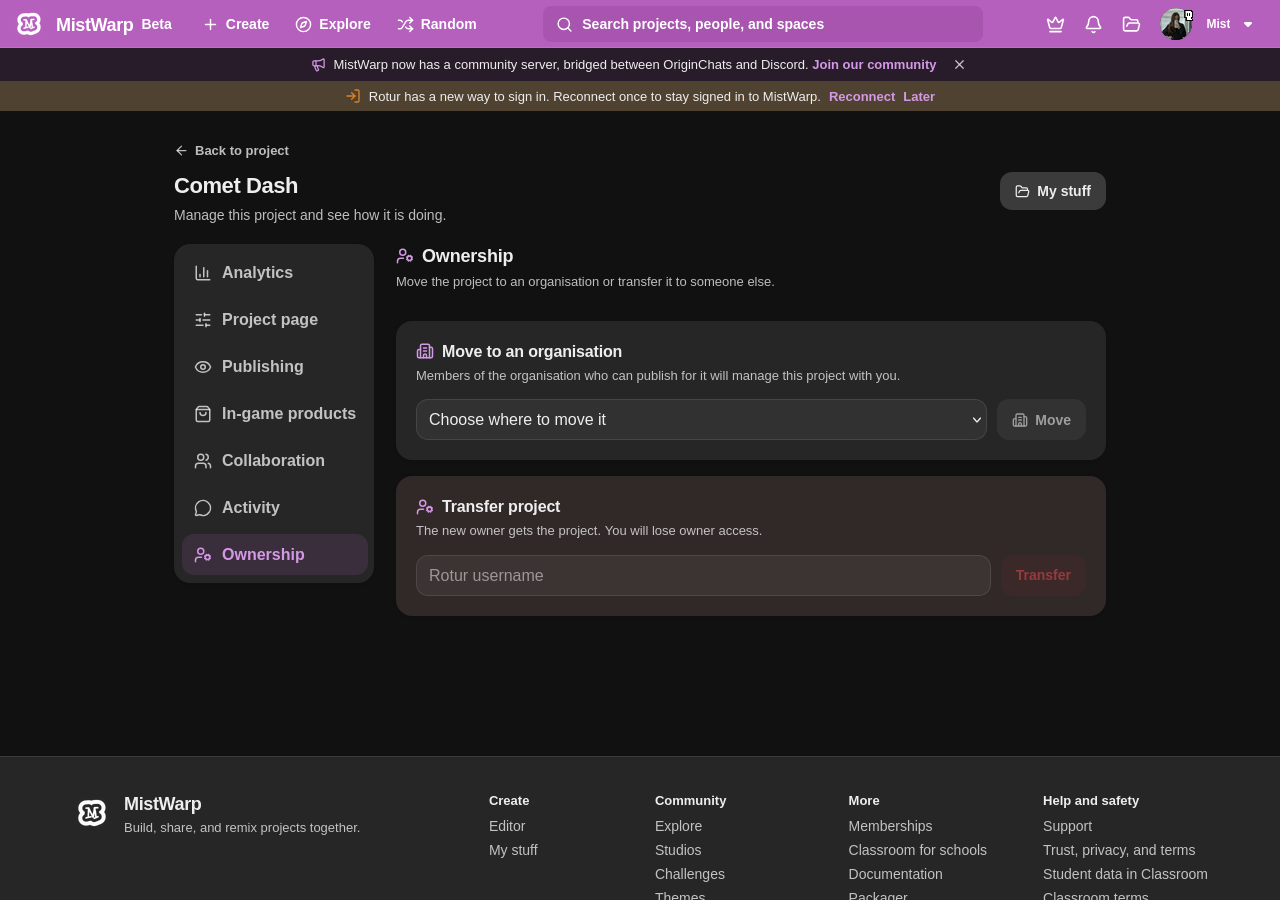 MistWarp Beta
Create
Explore
Random
Search projects, people, and spaces
Mist
MistWarp now has a community server, bridged between OriginChats and Discord. Join our community
Rotur has a new way to sign in. Reconnect once to stay signed in to MistWarp. Reconnect Later
Back to project
Comet Dash
Manage this project and see how it is doing.
My stuff
Analytics
Project page
Publishing
In-game products
Collaboration
Activity
Ownership
Ownership
Move the project to an organisation or transfer it to someone else.
Move to an organisation
Members of the organisation who can publish for it will manage this project with you.
Choose where to move it
Move
Transfer project
The new owner gets the project. You will lose owner access.
Rotur username
Transfer
MistWarp
Build, share, and remix projects together.
Create
Editor
My stuff
Community
Explore
Studios
Challenges
Themes
More
Memberships
Classroom for schools
Documentation
Packager
Help and safety
Support
Trust, privacy, and terms
Student data in Classroom
Classroom terms